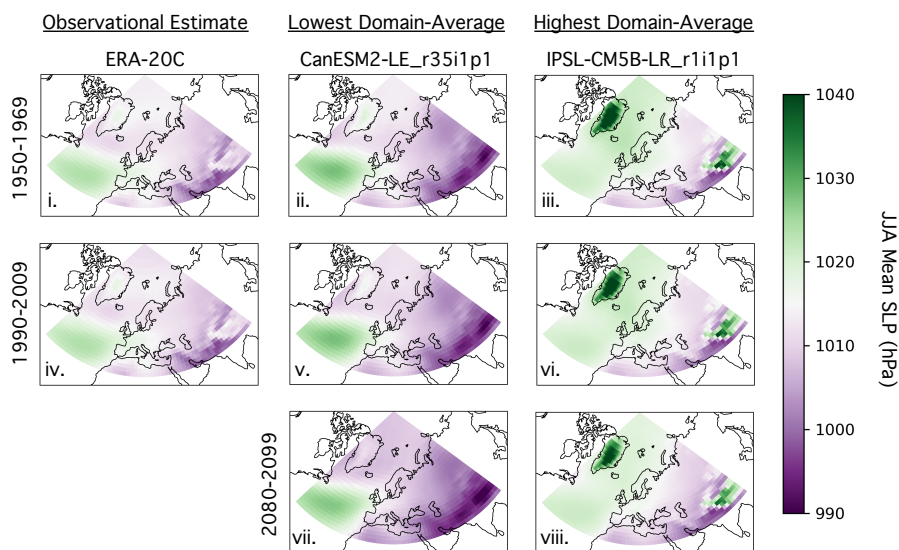 Observational Estimate
Lowest Domain-Average
Highest Domain-Average
ERA-20C
CanESM2-LE_r35i1p1
IPSL-CM5B-LR_r1i1p1
1950-1969
i.
ii.
iii.
1990-2009
iv.
v.
vi.
2080-2099
vii.
viii.
1040
1030
1020
1010
1000
990
JJA Mean SLP (hPa)